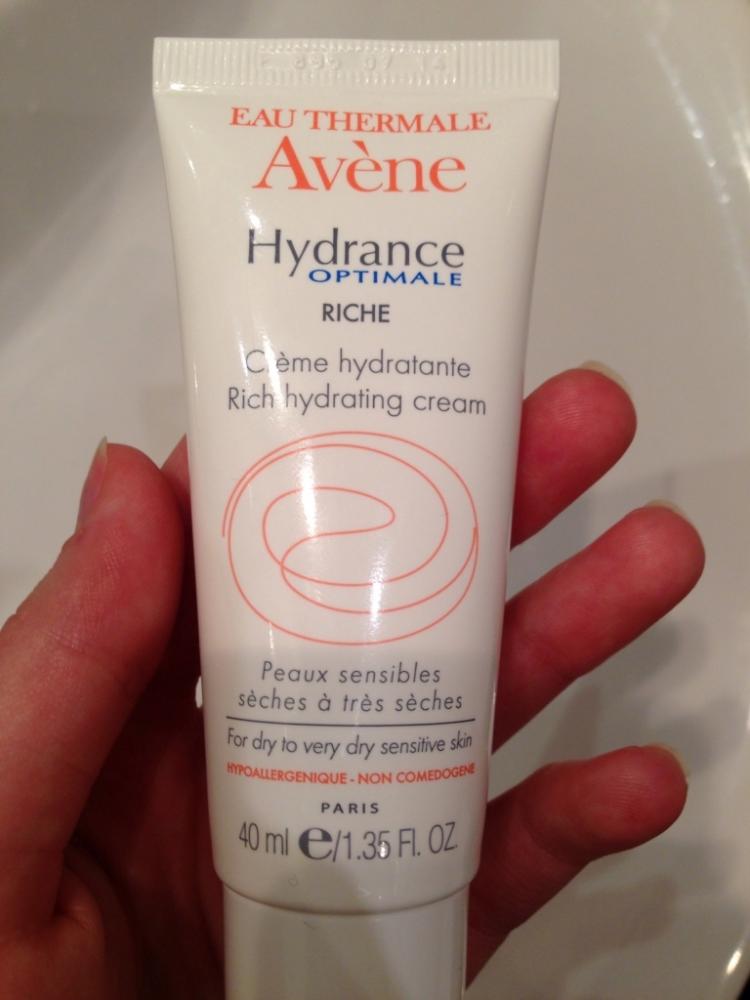 EAU THERMALE
Avène
Hydrance
OPTIMALE
RICHE
Crème hydratante
Rich hydrating cream
Peaux sensibles
sèches à très sèches
For dry to very dry sensitive skin
HYPOALLERGENIQUE - NON COMEDOGENE
PARIS
40 ml e/1.35 Fl. OZ.